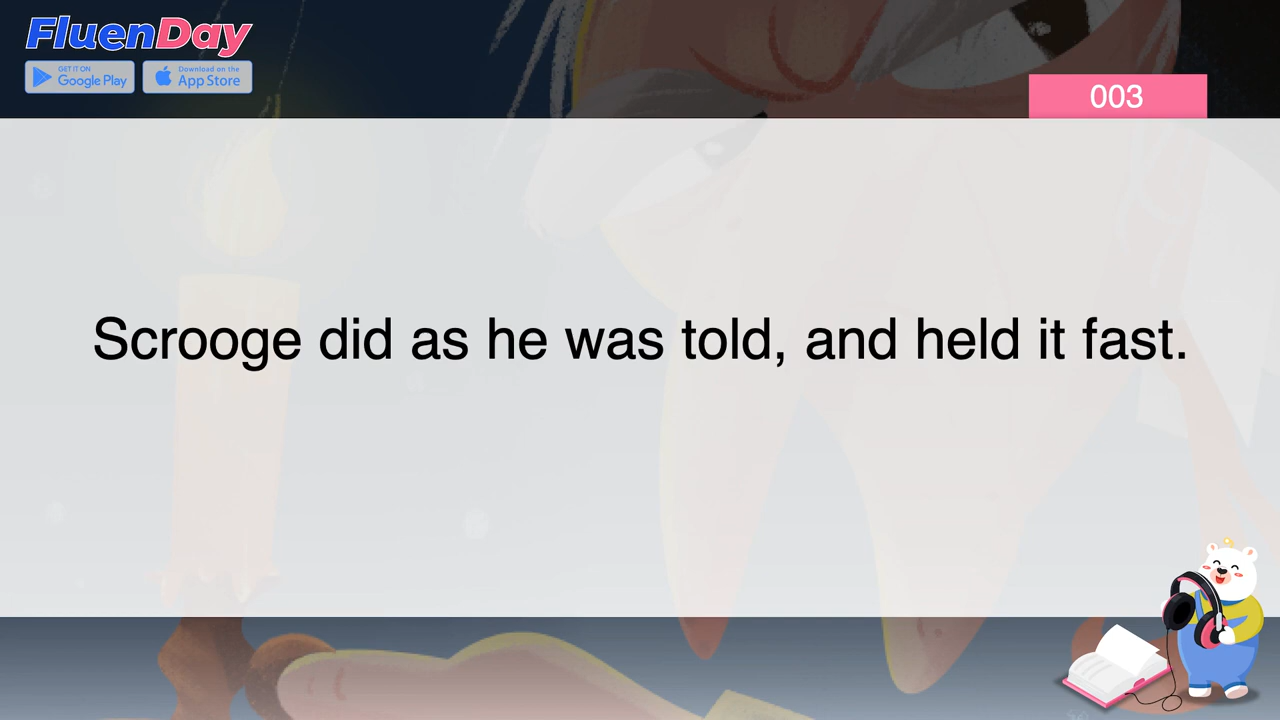 FluenDay
GET IT ON
Google Play
Download on the
App Store
003
Scrooge did as he was told, and held it fast.